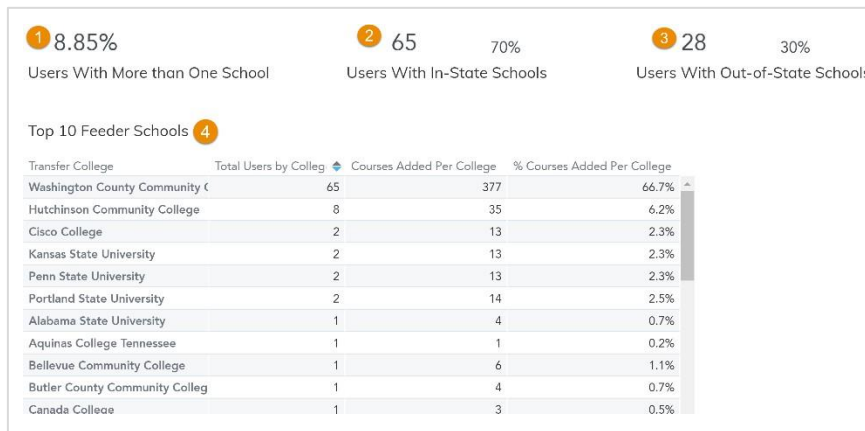 1 8.85% 2 65 70% 3 28 30%
Users With More than One School Users With In-State Schools Users With Out-of-State Schools
Top 10 Feeder Schools 4
Transfer College Total Users by Colleg Courses Added Per College % Courses Added Per College
Washington County Community C 65 377 66.7%
Hutchinson Community College 8 35 6.2%
Cisco College 2 13 2.3%
Kansas State University 2 13 2.3%
Penn State University 2 13 2.3%
Portland State University 2 14 2.5%
Alabama State University 1 4 0.7%
Aquinas College Tennessee 1 1 0.2%
Bellevue Community College 1 6 1.1%
Butler County Community Colleg 1 4 0.7%
Canada College 1 3 0.5%